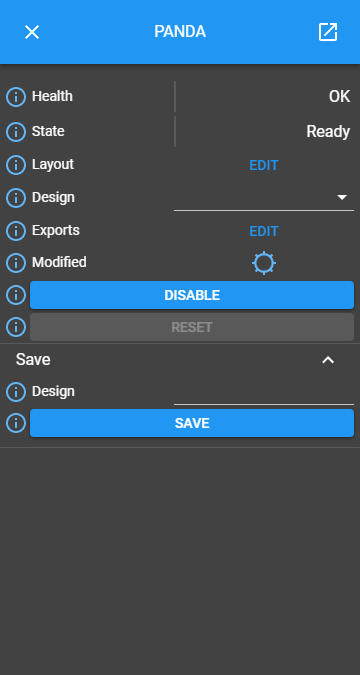 PANDA
Health OK
State Ready
Layout EDIT
Design
Exports EDIT
Modified
DISABLE
RESET
Save
Design
SAVE